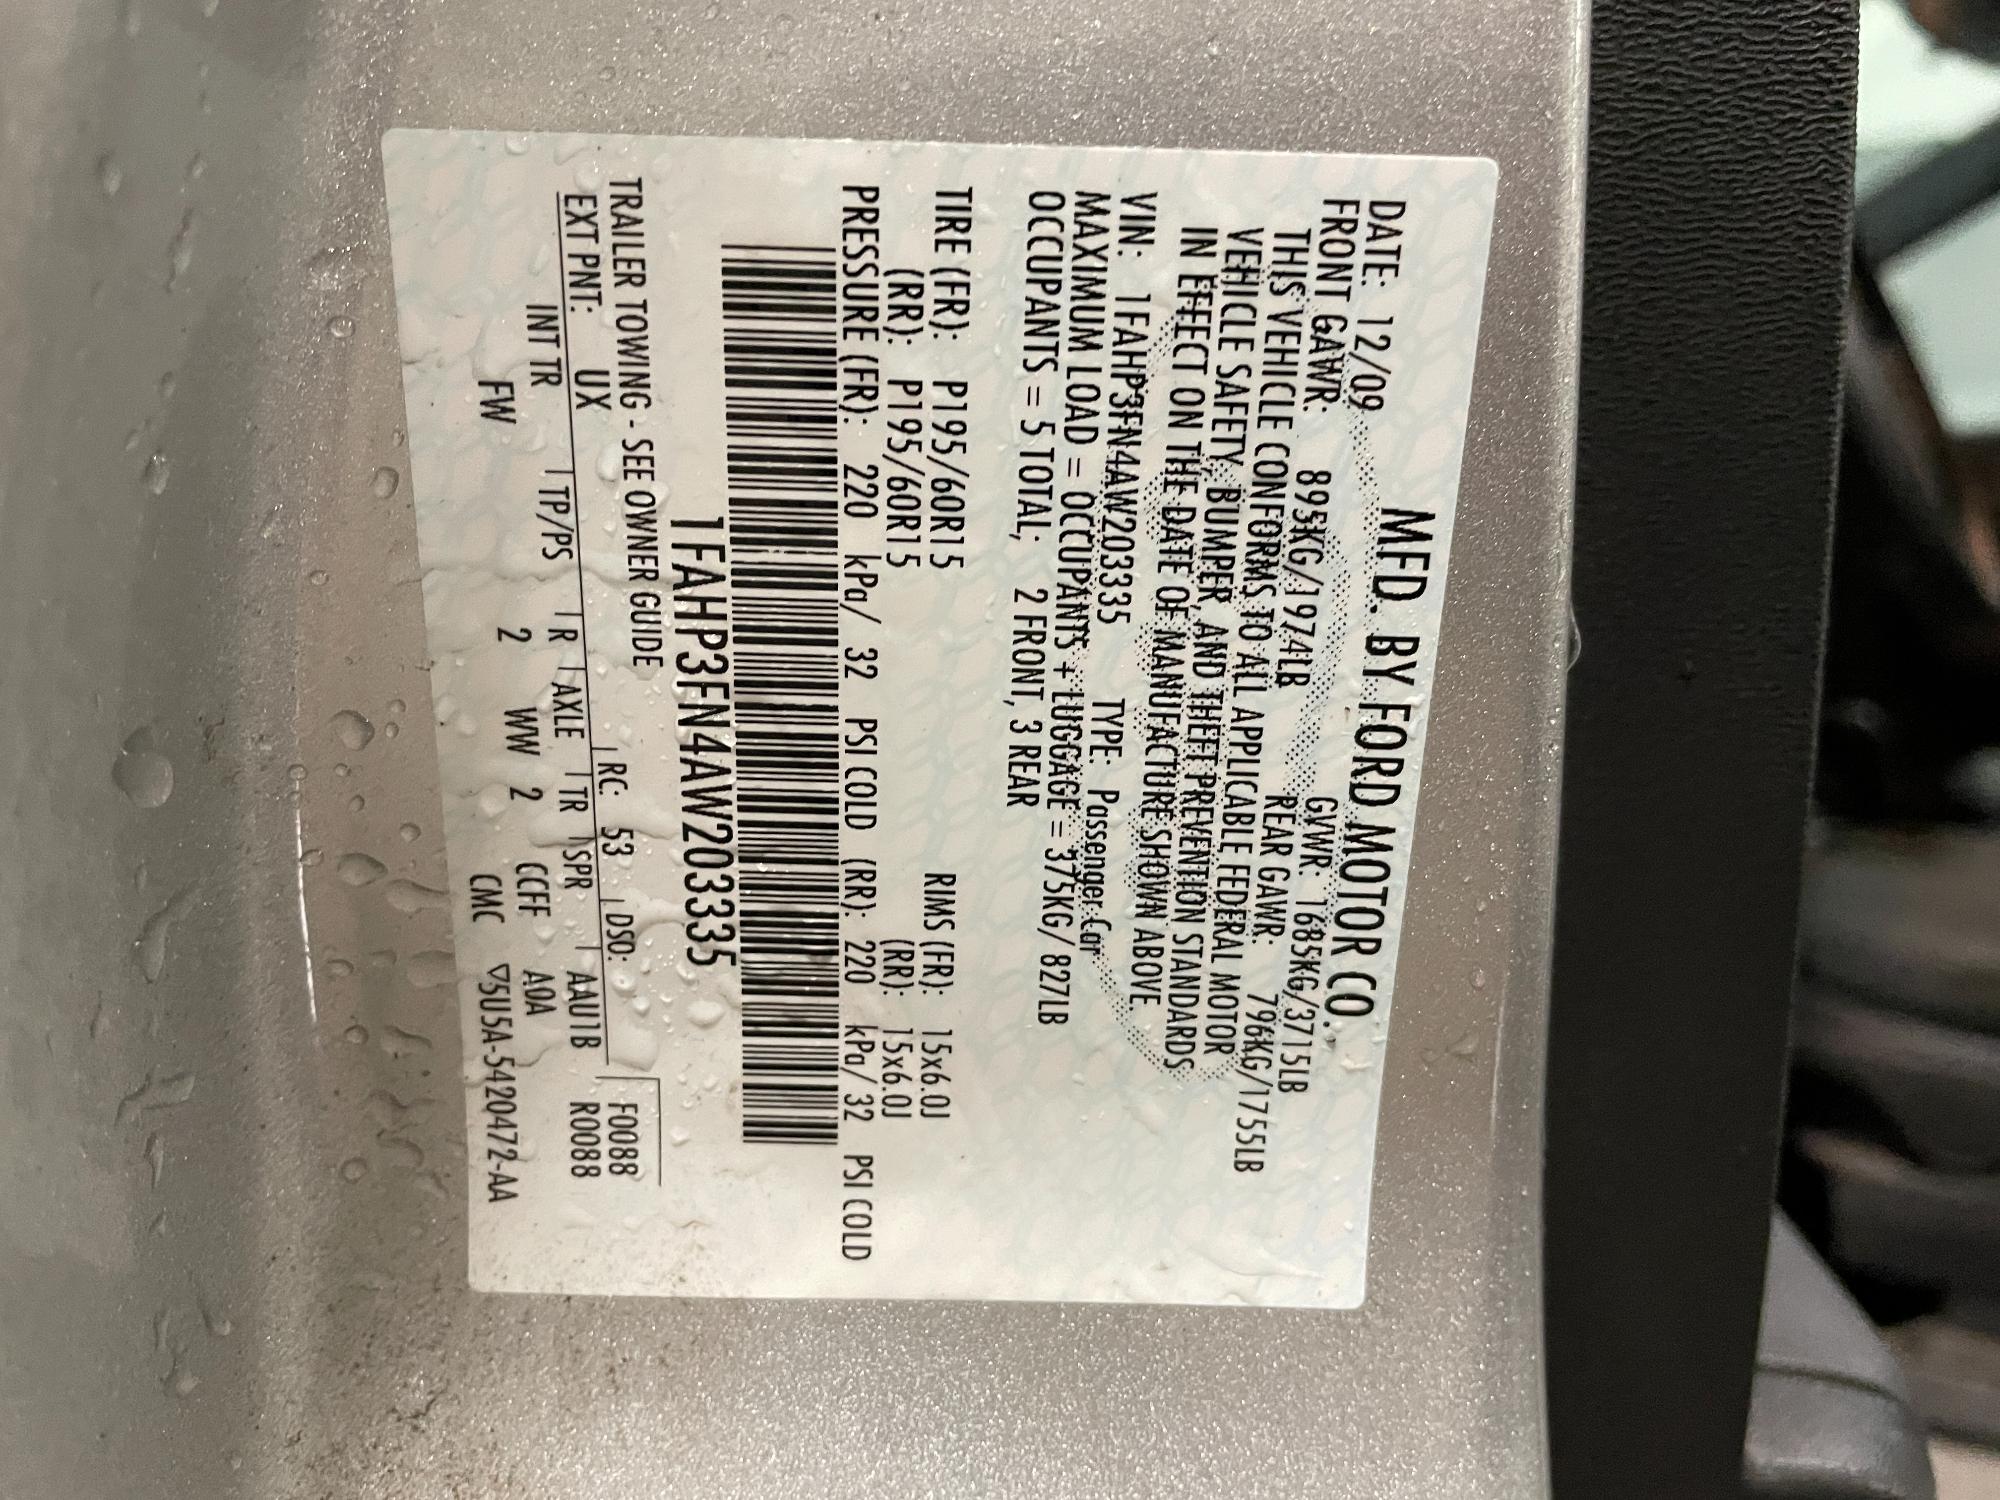 MFD. BY FORD MOTOR CO.
DATE: 12/09 GVWR: 1685KG/3715LB
FRONT GAWR: 895KG/1974LB REAR GAWR: 796KG/1755LB
THIS VEHICLE CONFORMS TO ALL APPLICABLE FEDERAL MOTOR
VEHICLE SAFETY, BUMPER, AND THEFT PREVENTION STANDARDS
IN EFFECT ON THE DATE OF MANUFACTURE SHOWN ABOVE.
VIN: 1FAHP3FN4AW203335 TYPE: Passenger Car
MAXIMUM LOAD = OCCUPANTS + LUGGAGE = 375KG/ 827LB
OCCUPANTS = 5 TOTAL; 2 FRONT, 3 REAR
TIRE (FR): P195/60R15 RIMS (FR): 15x6.0J
(RR): P195/60R15 (RR): 15x6.0J
PRESSURE (FR): 220 kPa/ 32 PSI COLD (RR): 220 kPa/ 32 PSI COLD
1FAHP3FN4AW203335
TRAILER TOWING - SEE OWNER GUIDE F0088
EXT PNT: UX RC: 53 DSO: R0088
INT TR TP/PS R AXLE TR SPR AAU1B
FW 2 WW 2 CCFF A0A
CMC ▽5U5A-5420472-AA